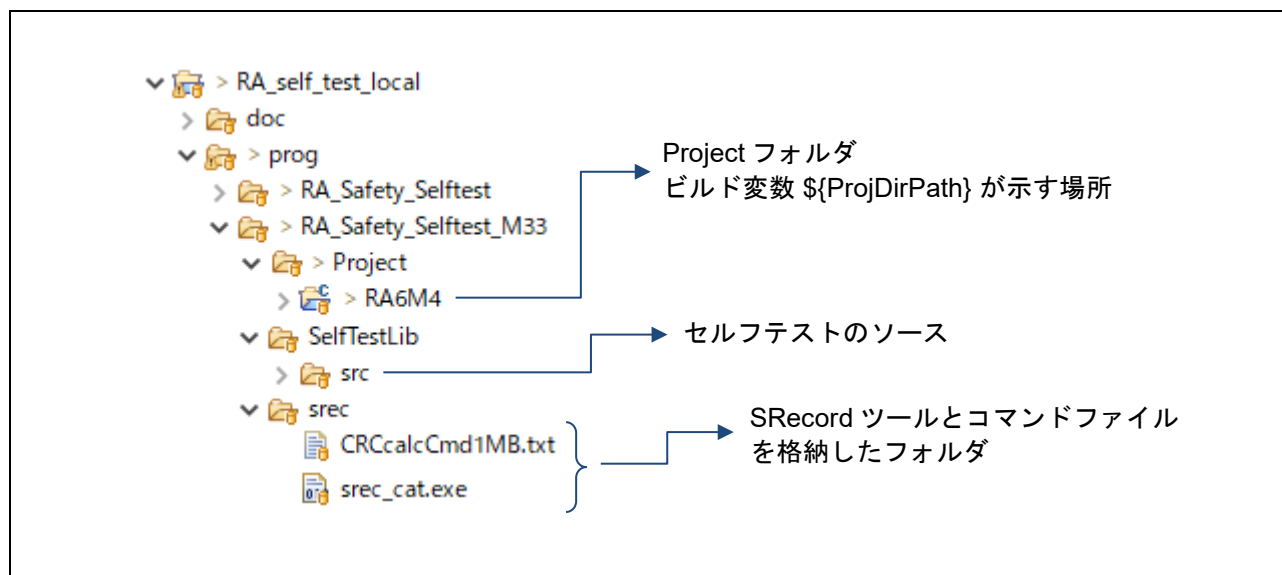 > RA_self_test_local
doc
> prog
> RA_Safety_Selftest
> RA_Safety_Selftest_M33
> Project
> RA6M4
SelfTestLib
src
srec
CRCcalcCmd1MB.txt
srec_cat.exe
Project フォルダ
ビルド変数 ${ProjDirPath} が示す場所
セルフテストのソース
SRecord ツールとコマンドファイル
を格納したフォルダ